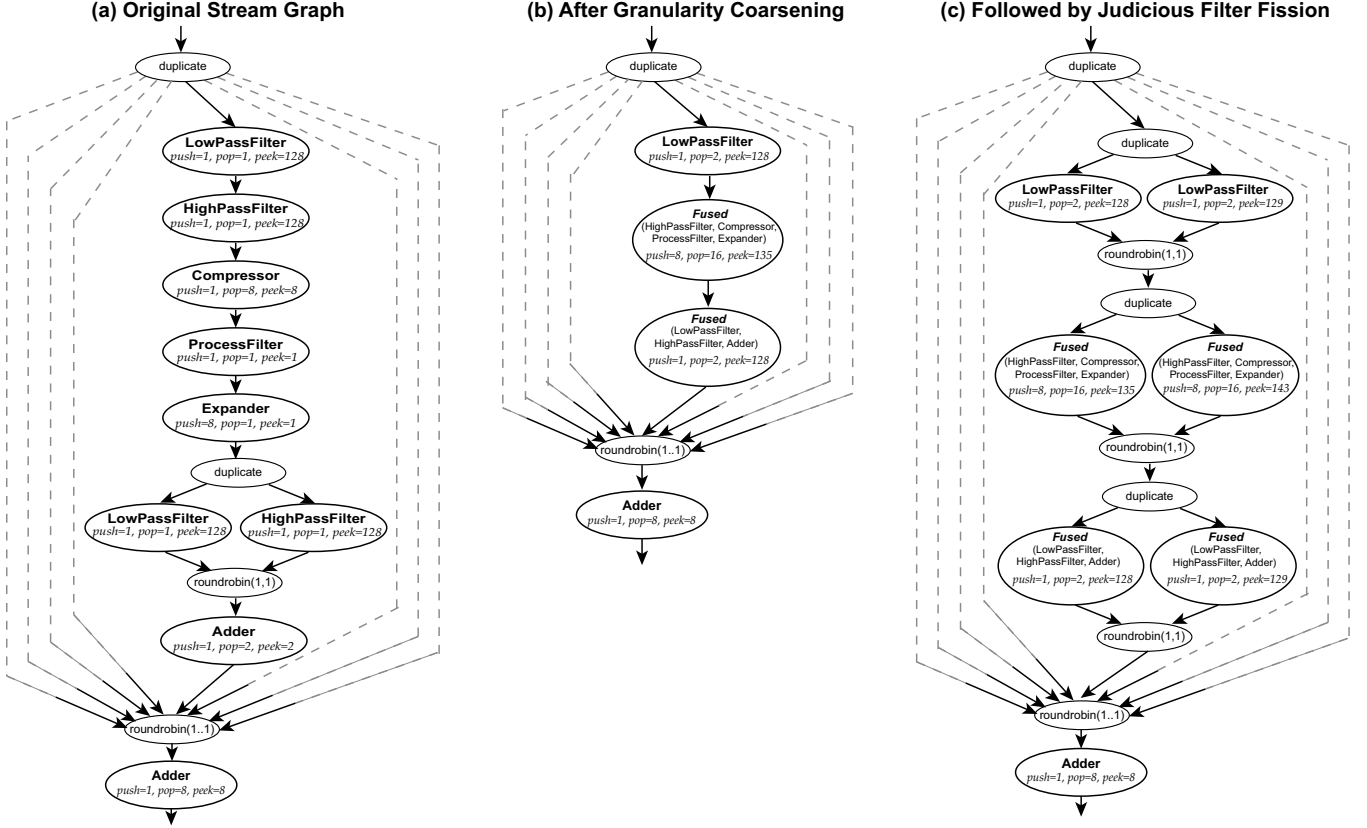 (a) Original Stream Graph
duplicate
LowPassFilter
push=1, pop=1, peek=128
HighPassFilter
push=1, pop=1, peek=128
Compressor
push=1, pop=8, peek=8
ProcessFilter
push=1, pop=1, peek=1
Expander
push=8, pop=1, peek=1
duplicate
LowPassFilter
push=1, pop=1, peek=128
HighPassFilter
push=1, pop=1, peek=128
roundrobin(1,1)
Adder
push=1, pop=2, peek=2
roundrobin(1..1)
Adder
push=1, pop=8, peek=8
(b) After Granularity Coarsening
duplicate
LowPassFilter
push=1, pop=2, peek=128
Fused
(HighPassFilter, Compressor,
ProcessFilter, Expander)
push=8, pop=16, peek=135
Fused
(LowPassFilter,
HighPassFilter, Adder)
push=1, pop=2, peek=128
roundrobin(1..1)
Adder
push=1, pop=8, peek=8
(c) Followed by Judicious Filter Fission
duplicate
duplicate
LowPassFilter
push=1, pop=2, peek=128
LowPassFilter
push=1, pop=2, peek=129
roundrobin(1,1)
duplicate
Fused
(HighPassFilter, Compressor,
ProcessFilter, Expander)
push=8, pop=16, peek=135
Fused
(HighPassFilter, Compressor,
ProcessFilter, Expander)
push=8, pop=16, peek=143
roundrobin(1,1)
duplicate
Fused
(LowPassFilter,
HighPassFilter, Adder)
push=1, pop=2, peek=128
Fused
(LowPassFilter,
HighPassFilter, Adder)
push=1, pop=2, peek=129
roundrobin(1,1)
roundrobin(1..1)
Adder
push=1, pop=8, peek=8